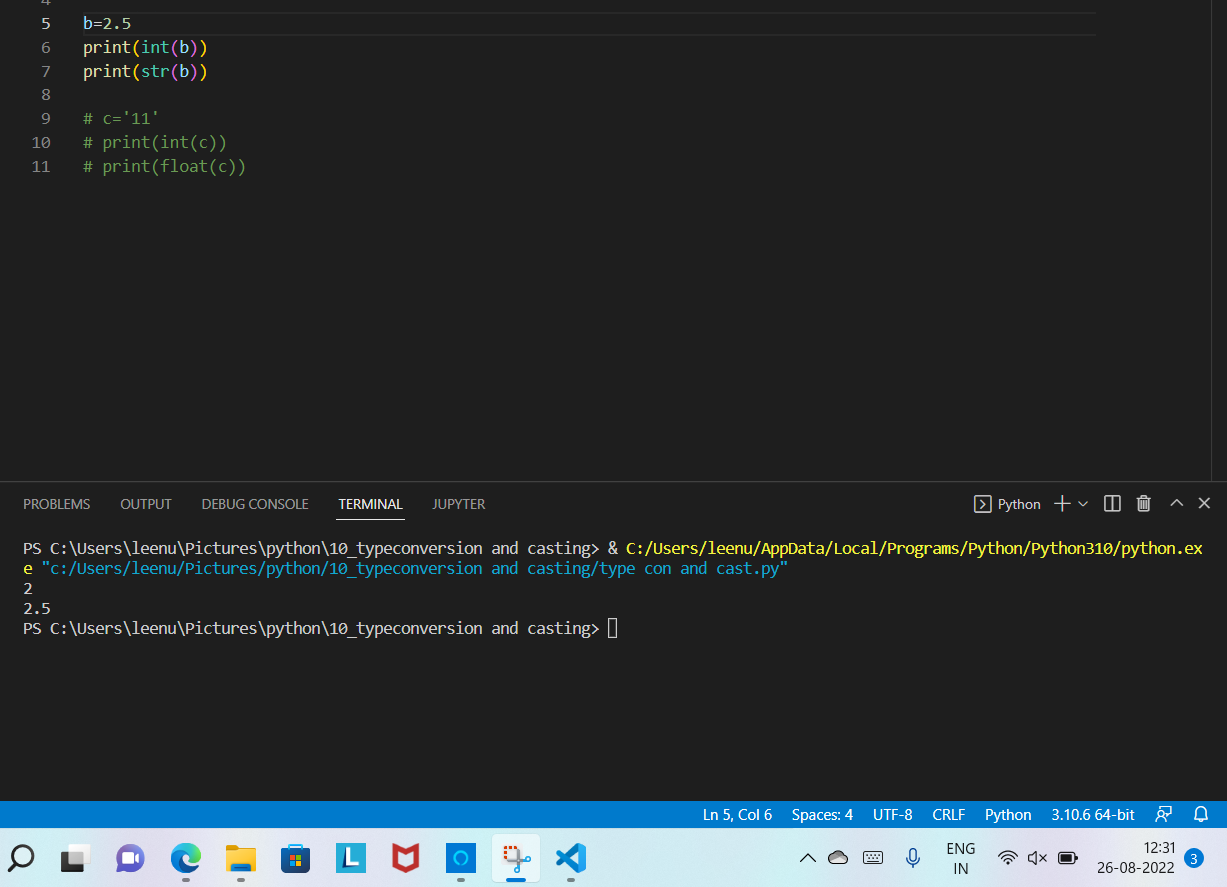 4
5 b=2.5
6 print(int(b))
7 print(str(b))
8
9 # c='11'
10 # print(int(c))
11 # print(float(c))
PROBLEMS OUTPUT DEBUG CONSOLE TERMINAL JUPYTER Python
PS C:\Users\leenu\Pictures\python\10_typeconversion and casting> & C:/Users/leenu/AppData/Local/Programs/Python/Python310/python.ex
e "c:/Users/leenu/Pictures/python/10_typeconversion and casting/type con and cast.py"
2
2.5
PS C:\Users\leenu\Pictures\python\10_typeconversion and casting>
Ln 5, Col 6 Spaces: 4 UTF-8 CRLF Python 3.10.6 64-bit
L
ENG
IN
12:31
26-08-2022
3